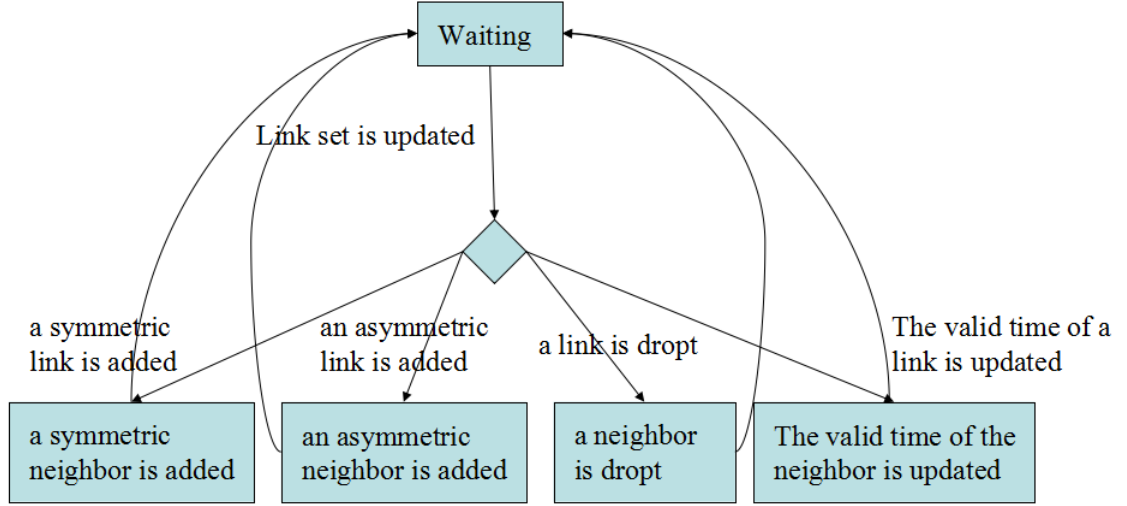 Waiting
Link set is updated
a symmetric
link is added
an asymmetric
link is added
a link is dropt
The valid time of a
link is updated
a symmetric
neighbor is added
an asymmetric
neighbor is added
a neighbor
is dropt
The valid time of the
neighbor is updated